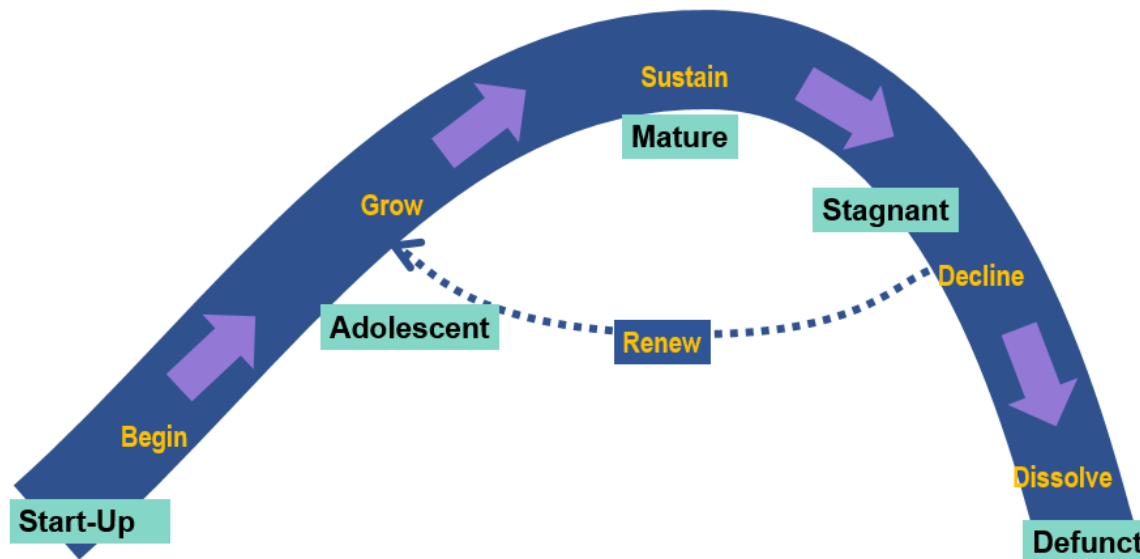 Sustain
Mature
Grow
Stagnant
Decline
Adolescent
Renew
Begin
Dissolve
Start-Up
Defunct